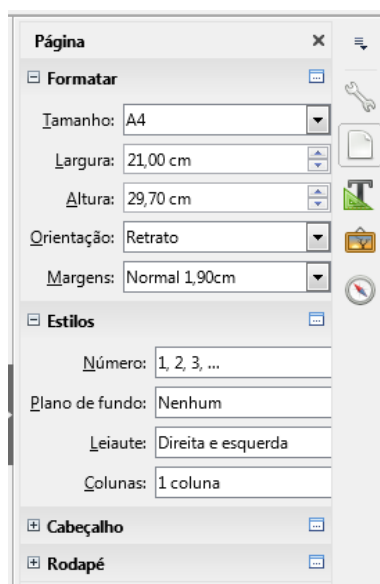 Página
Formatar
Tamanho: A4
Largura: 21,00 cm
Altura: 29,70 cm
Orientação: Retrato
Margens: Normal 1,90cm
Estilos
Número: 1, 2, 3, ...
Plano de fundo: Nenhum
Leiaute: Direita e esquerda
Colunas: 1 coluna
Cabeçalho
Rodapé